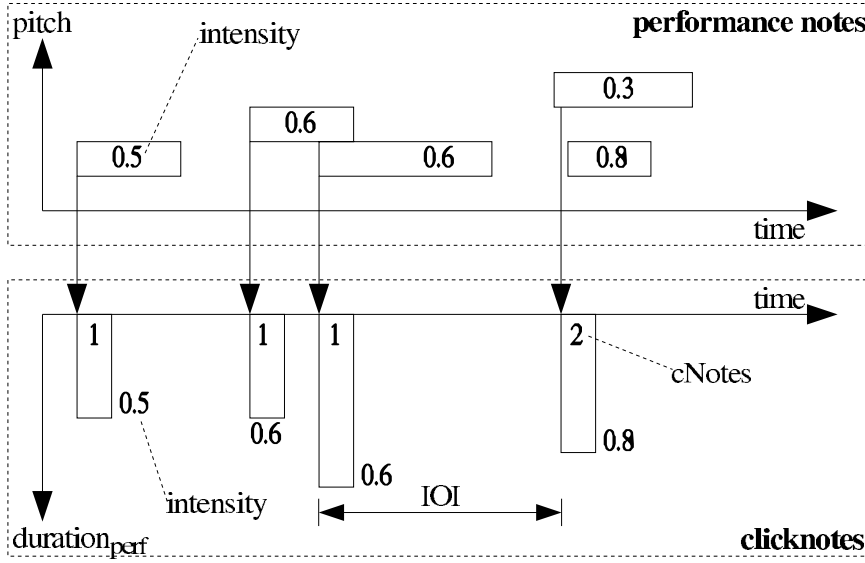 pitch
intensity
performance notes
0.3
0.6
0.5
0.6
0.8
time
time
1
1
1
2
cNotes
0.5
0.6
0.8
0.6
intensity
IOI
duration_perf
clicknotes